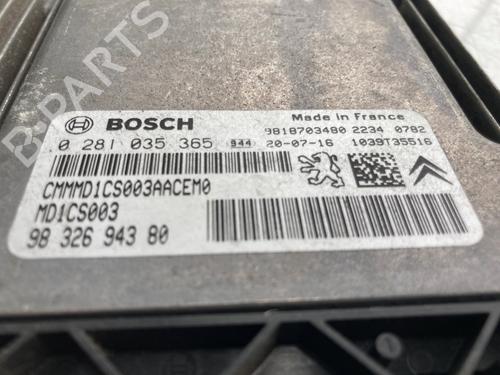 B-PARTS
BOSCH
Made in France
0 281 035 365
944
9818703480 2234 0782
20-07-16 1039T35516
CMMMD1CS003AACEM0
MD1CS003
98 326 943 80